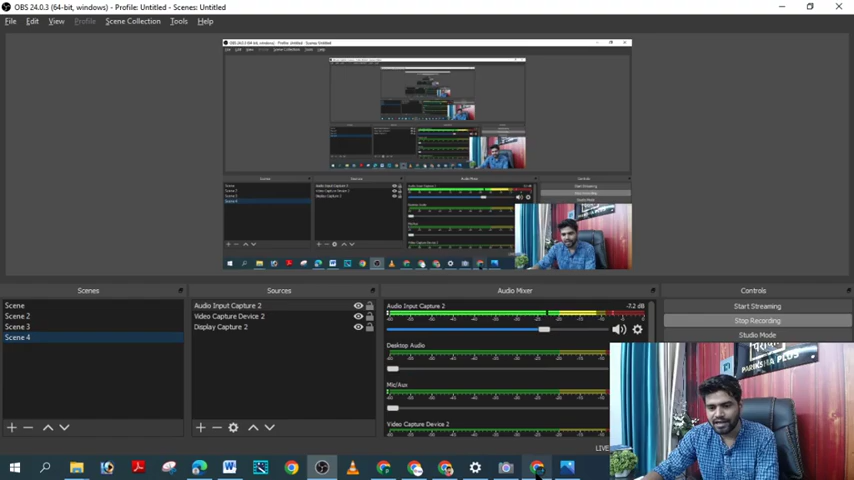 OBS 24.0.3 (64-bit, windows) - Profile: Untitled - Scenes: Untitled
File Edit View Profile Scene Collection Tools Help
Scenes
Scene
Scene 2
Scene 3
Scene 4
Sources
Audio Input Capture 2
Video Capture Device 2
Display Capture 2
Audio Mixer
Audio Input Capture 2 -7.2 dB
Desktop Audio
Mic/Aux
Video Capture Device 2
Controls
Start Streaming
Stop Recording
Studio Mode
LIVE
PARIKSHA PLUS